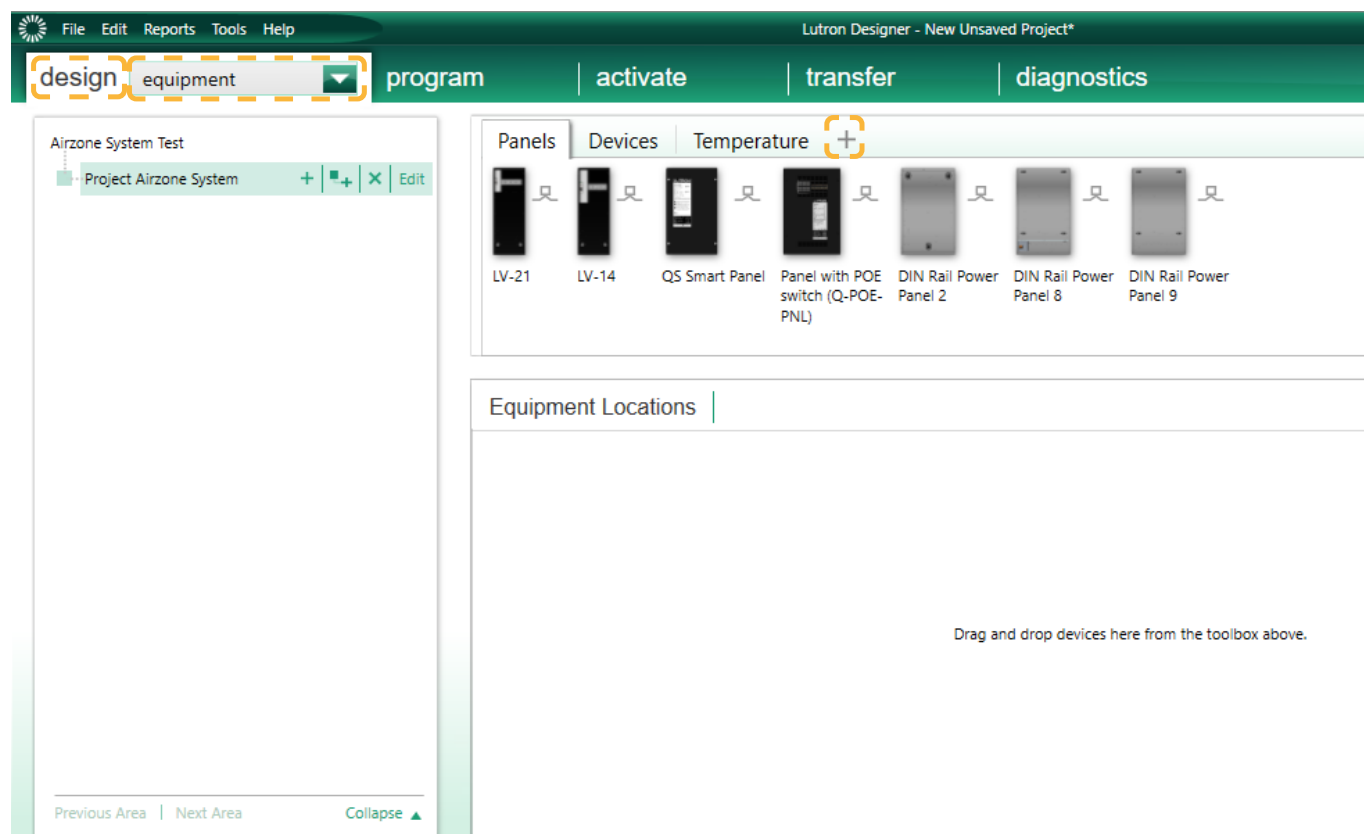 File Edit Reports Tools Help
Lutron Designer - New Unsaved Project*
design equipment program activate transfer diagnostics
Airzone System Test
Project Airzone System + + × Edit
Panels Devices Temperature +
LV-21
LV-14
QS Smart Panel
Panel with POE
switch (Q-POE-
PNL)
DIN Rail Power
Panel 2
DIN Rail Power
Panel 8
DIN Rail Power
Panel 9
Equipment Locations
Drag and drop devices here from the toolbox above.
Previous Area | Next Area Collapse